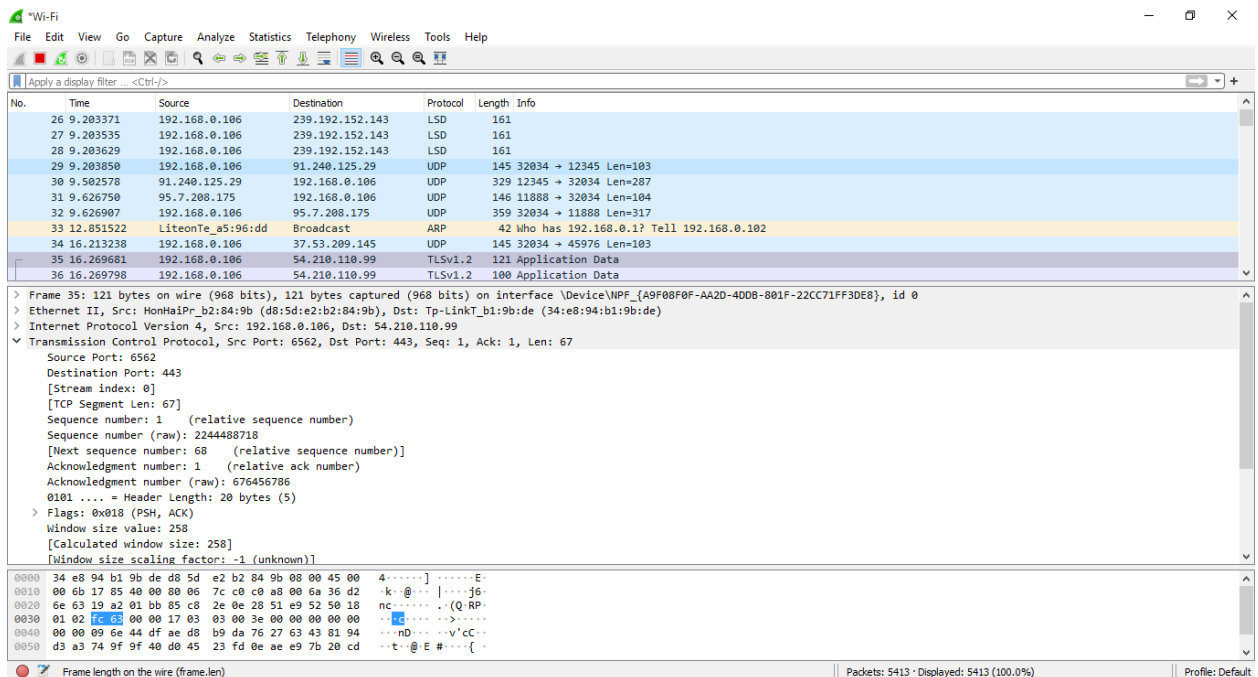 *Wi-Fi
File Edit View Go Capture Analyze Statistics Telephony Wireless Tools Help
Apply a display filter ... <Ctrl-/>
No. Time Source Destination Protocol Length Info
26 9.203371 192.168.0.106 239.192.152.143 LSD 161
27 9.203535 192.168.0.106 239.192.152.143 LSD 161
28 9.203629 192.168.0.106 239.192.152.143 LSD 161
29 9.203850 192.168.0.106 91.240.125.29 UDP 145 32034 → 12345 Len=103
30 9.502578 91.240.125.29 192.168.0.106 UDP 329 12345 → 32034 Len=287
31 9.626750 95.7.208.175 192.168.0.106 UDP 146 11888 → 32034 Len=104
32 9.626907 192.168.0.106 95.7.208.175 UDP 359 32034 → 11888 Len=317
33 12.851522 LiteonTe_a5:96:dd Broadcast ARP 42 Who has 192.168.0.1? Tell 192.168.0.102
34 16.213238 192.168.0.106 37.53.209.145 UDP 145 32034 → 45976 Len=103
35 16.269681 192.168.0.106 54.210.110.99 TLSv1.2 121 Application Data
36 16.269798 192.168.0.106 54.210.110.99 TLSv1.2 100 Application Data
Frame 35: 121 bytes on wire (968 bits), 121 bytes captured (968 bits) on interface \Device\NPF_{A9F08F0F-AA2D-4DDB-801F-22CC71FF3DE8}, id 0
Ethernet II, Src: HonHaiPr_b2:84:9b (d8:5d:e2:b2:84:9b), Dst: Tp-LinkT_b1:9b:de (34:e8:94:b1:9b:de)
Internet Protocol Version 4, Src: 192.168.0.106, Dst: 54.210.110.99
Transmission Control Protocol, Src Port: 6562, Dst Port: 443, Seq: 1, Ack: 1, Len: 67
Source Port: 6562
Destination Port: 443
[Stream index: 0]
[TCP Segment Len: 67]
Sequence number: 1 (relative sequence number)
Sequence number (raw): 2244488718
[Next sequence number: 68 (relative sequence number)]
Acknowledgment number: 1 (relative ack number)
Acknowledgment number (raw): 676456786
0101 .... = Header Length: 20 bytes (5)
Flags: 0x018 (PSH, ACK)
Window size value: 258
[Calculated window size: 258]
[Window size scaling factor: -1 (unknown)]
0000 34 e8 94 b1 9b de d8 5d e2 b2 84 9b 08 00 45 00 4······] ······E·
0010 00 6b 17 85 40 00 80 06 7c c0 c0 a8 00 6a 36 d2 ·k··@··· |····j6·
0020 6e 63 19 a2 01 bb 85 c8 2e 0e 28 51 e9 52 50 18 nc······ .·(Q·RP·
0030 01 02 fc 63 00 00 17 03 03 00 3e 00 00 00 00 00 ···c···· ··>·····
0040 00 00 09 6e 44 df ae d8 b9 da 76 27 63 43 81 94 ···nD··· ··v'cC··
0050 d3 a3 74 9f 9f 40 d0 45 23 fd 0e ae e9 7b 20 cd ··t··@·E #····{ ·
Frame length on the wire (frame.len) Packets: 5413 · Displayed: 5413 (100.0%) Profile: Default